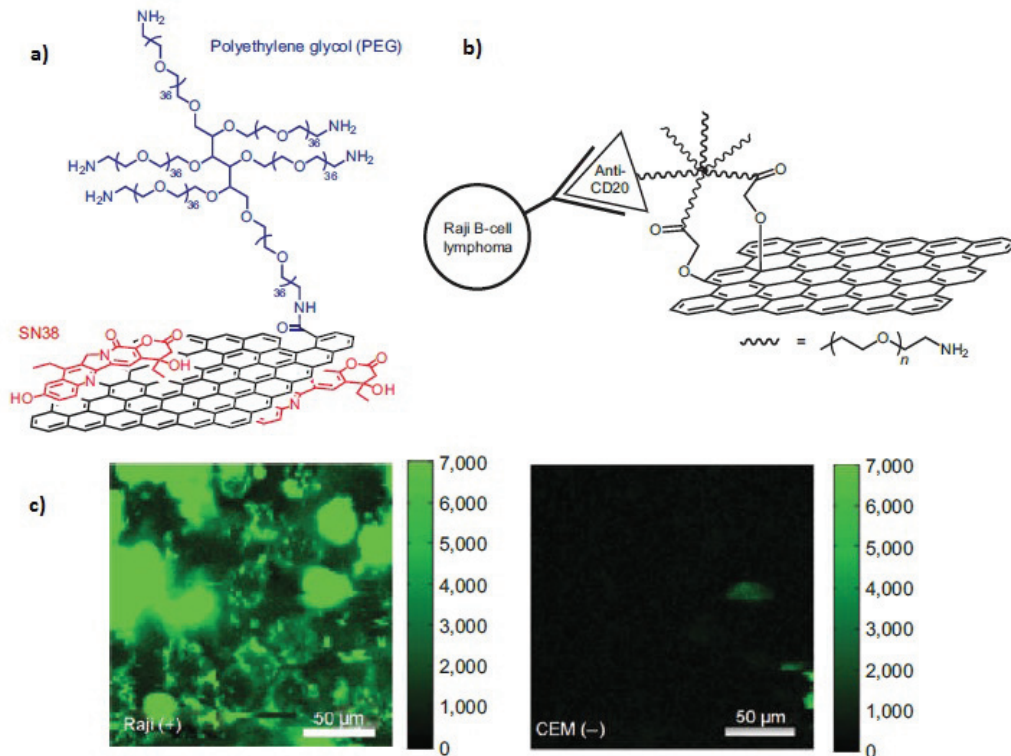 a)
Polyethylene glycol (PEG)
NH2
O
36
O
O
O
O
36
NH2
H2N
O
36
O
O
O
36
NH2
H2N
O
36
O
O
O
O
36
NH
O
SN38
O
O
O
N
OH
N
HO
O
O
OH
N
b)
Anti-
CD20
Raji B-cell
lymphoma
O
O
O
O
=
O
n
NH2
c)
Raji (+)
50 µm
7,000
6,000
5,000
4,000
3,000
2,000
1,000
0
CEM (–)
50 µm
7,000
6,000
5,000
4,000
3,000
2,000
1,000
0